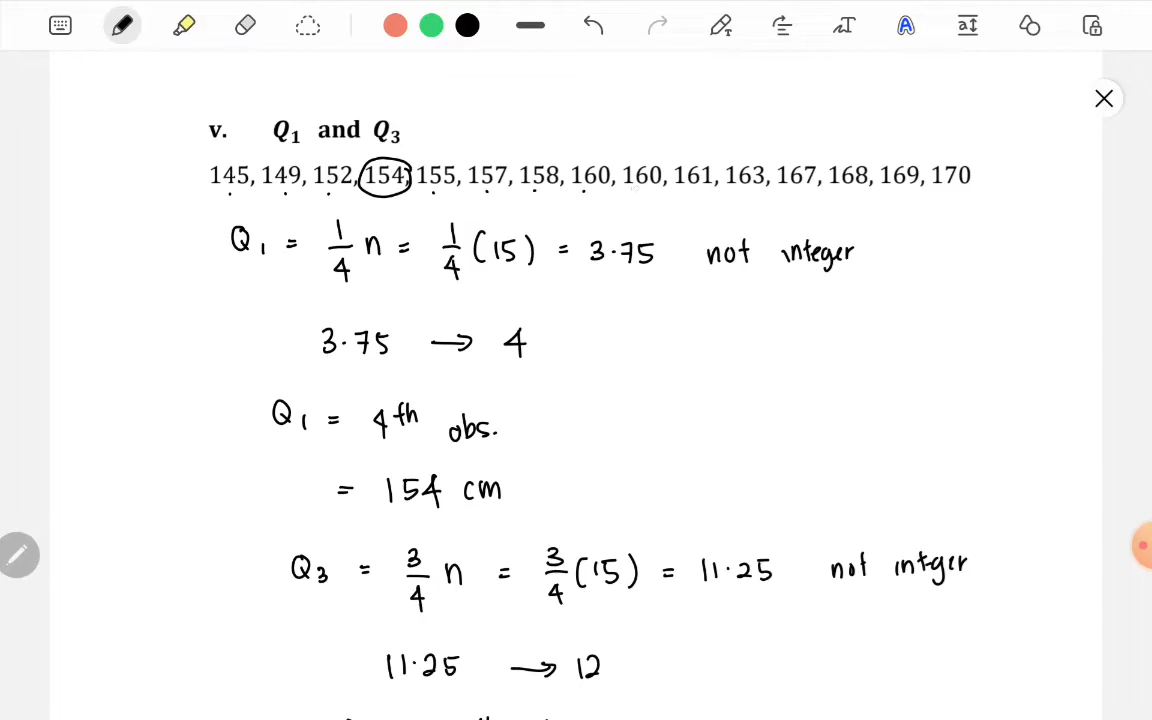 v. Q₁ and Q₃
145, 149, 152, 154, 155, 157, 158, 160, 160, 161, 163, 167, 168, 169, 170
Q₁ = 1/4 n = 1/4 (15) = 3.75 not integer
3.75 → 4
Q₁ = 4th obs.
= 154 cm
Q₃ = 3/4 n = 3/4 (15) = 11.25 not intger
11.25 → 12